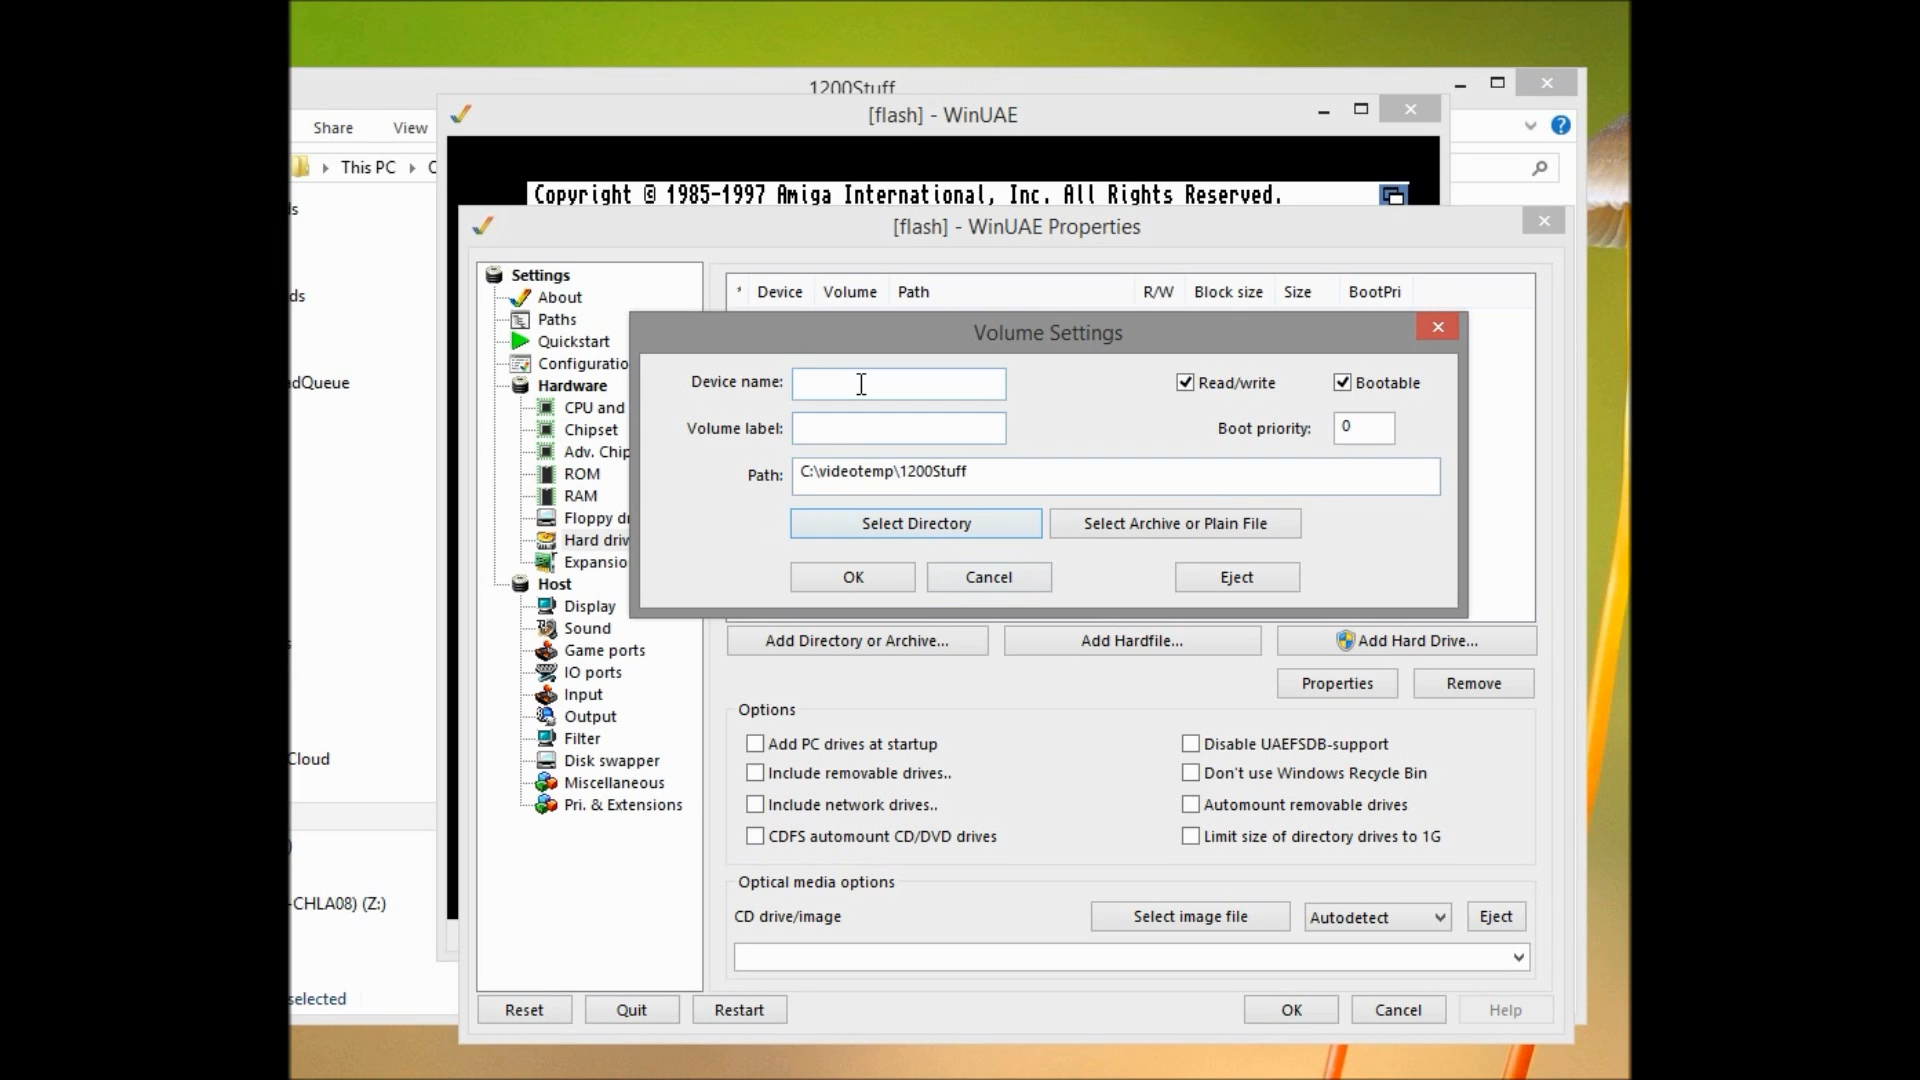 1200Stuff
[flash] - WinUAE
Share View
This PC
Copyright © 1985-1997 Amiga International, Inc. All Rights Reserved.
[flash] - WinUAE Properties
Settings
About
Paths
Quickstart
Configuratio
Hardware
CPU and
Chipset
Adv. Chip
ROM
RAM
Floppy dr
Hard driv
Expansio
Host
Display
Sound
Game ports
IO ports
Input
Output
Filter
Disk swapper
Miscellaneous
Pri. & Extensions
* Device Volume Path R/W Block size Size BootPri
Volume Settings
Device name: Read/write Bootable
Volume label: Boot priority: 0
Path: C:\videotemp\1200Stuff
Select Directory Select Archive or Plain File
OK Cancel Eject
Add Directory or Archive... Add Hardfile... Add Hard Drive...
Properties Remove
Options
Add PC drives at startup Disable UAEFSDB-support
Include removable drives.. Don't use Windows Recycle Bin
Include network drives.. Automount removable drives
CDFS automount CD/DVD drives Limit size of directory drives to 1G
Optical media options
CD drive/image Select image file Autodetect Eject
Reset Quit Restart OK Cancel Help
ls
ds
adQueue
Cloud
-CHLA08) (Z:)
selected